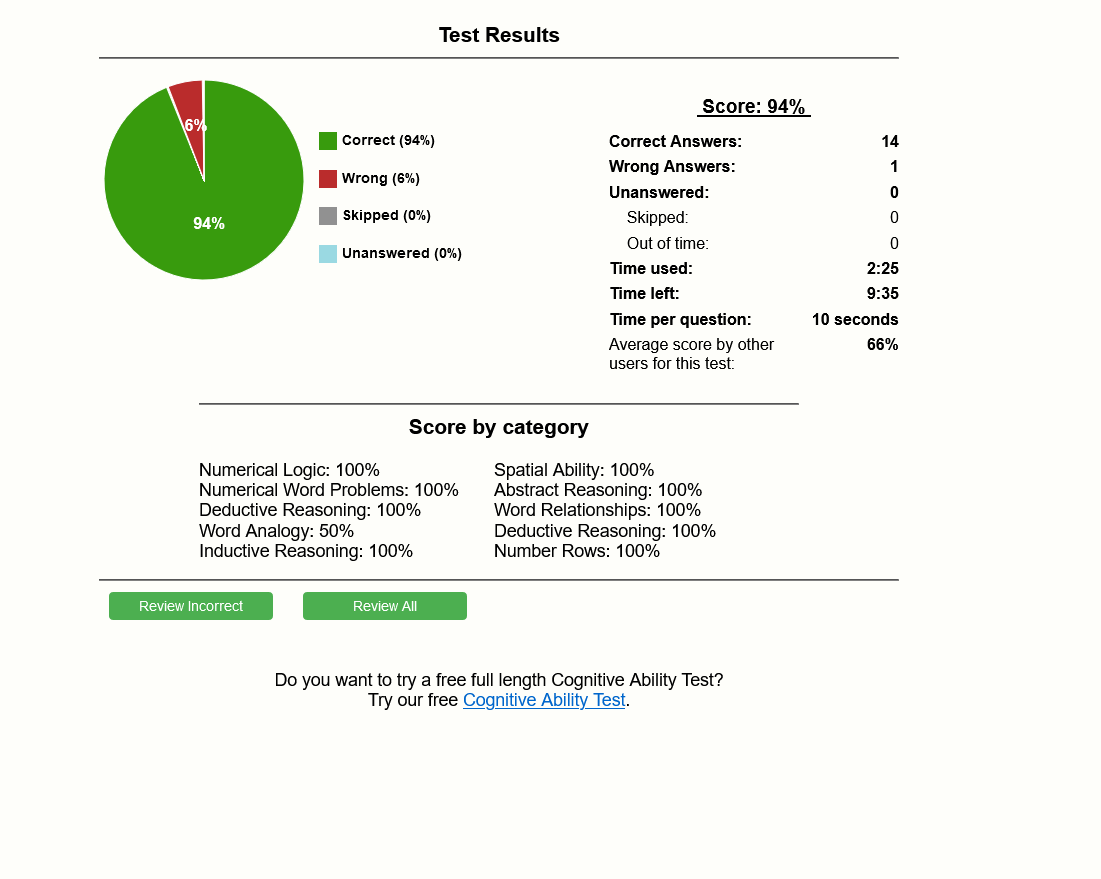 Test Results
6%
94%
Correct (94%)
Wrong (6%)
Skipped (0%)
Unanswered (0%)
Score: 94%
Correct Answers: 14
Wrong Answers: 1
Unanswered: 0
Skipped: 0
Out of time: 0
Time used: 2:25
Time left: 9:35
Time per question: 10 seconds
Average score by other 66%
users for this test:
Score by category
Numerical Logic: 100%
Numerical Word Problems: 100%
Deductive Reasoning: 100%
Word Analogy: 50%
Inductive Reasoning: 100%
Spatial Ability: 100%
Abstract Reasoning: 100%
Word Relationships: 100%
Deductive Reasoning: 100%
Number Rows: 100%
Review Incorrect
Review All
Do you want to try a free full length Cognitive Ability Test?
Try our free Cognitive Ability Test.